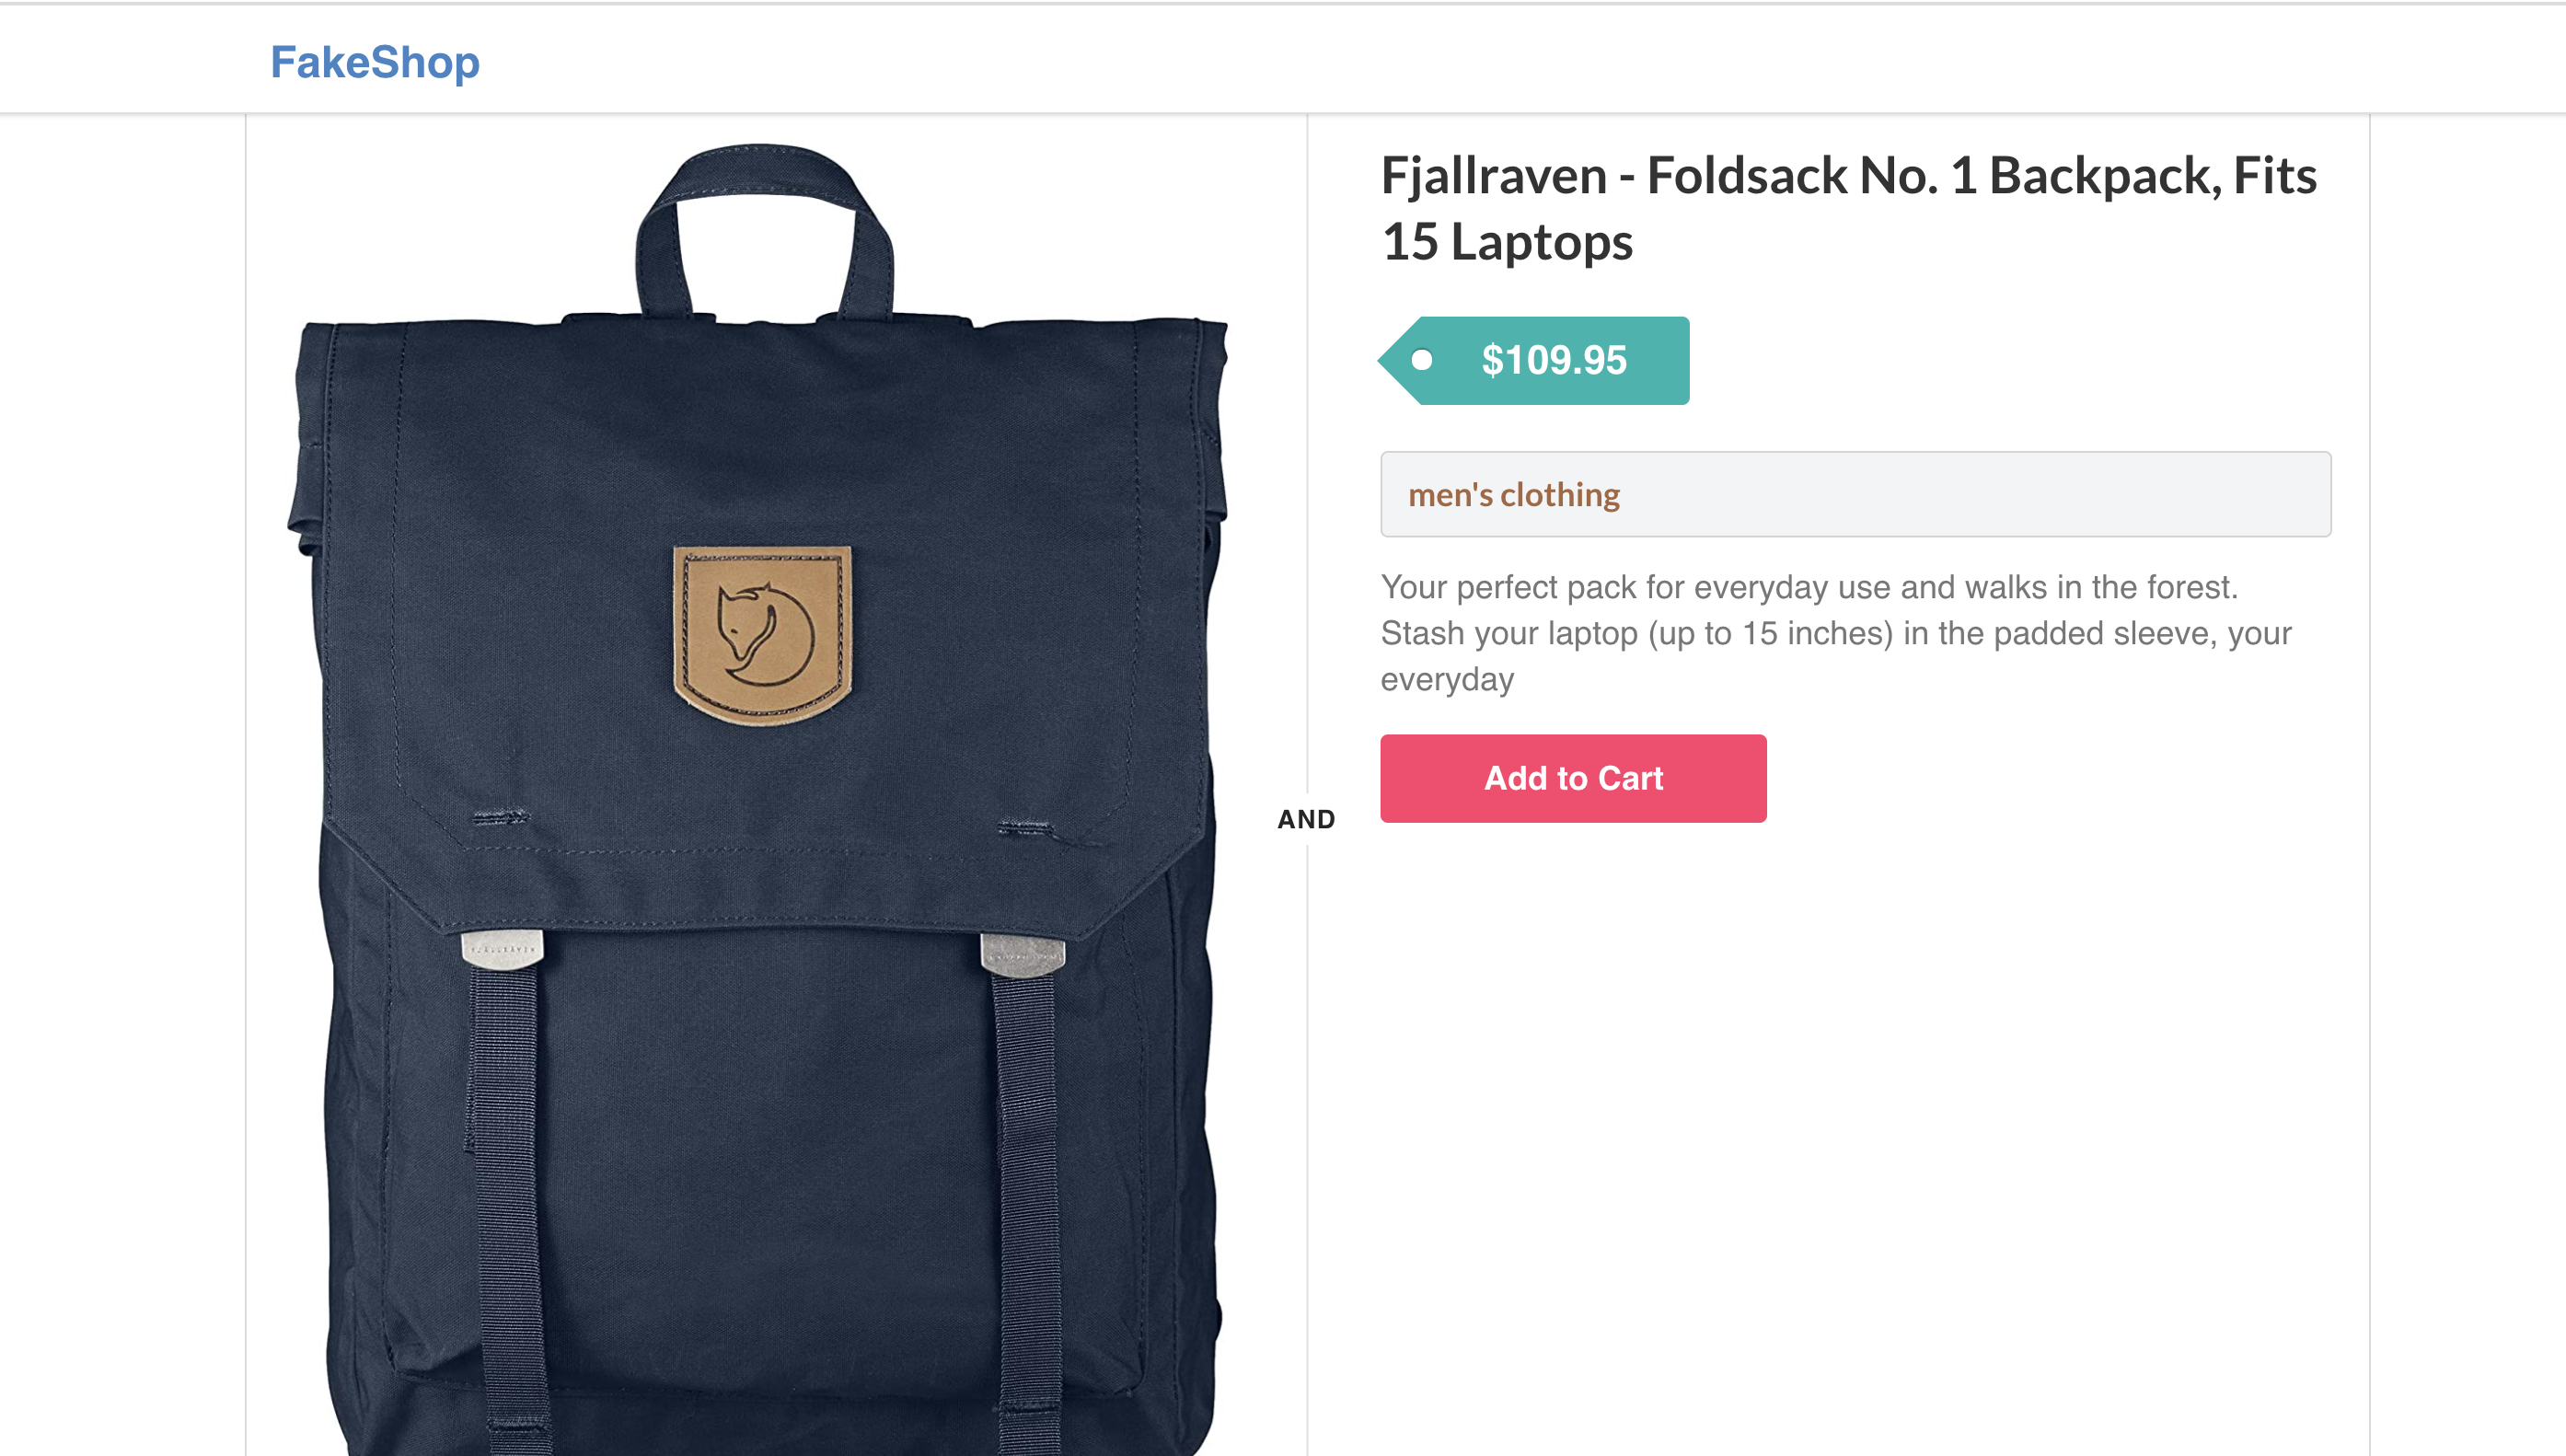 FakeShop
Fjallraven - Foldsack No. 1 Backpack, Fits
15 Laptops
$109.95
men's clothing
Your perfect pack for everyday use and walks in the forest.
Stash your laptop (up to 15 inches) in the padded sleeve, your
everyday
Add to Cart
AND